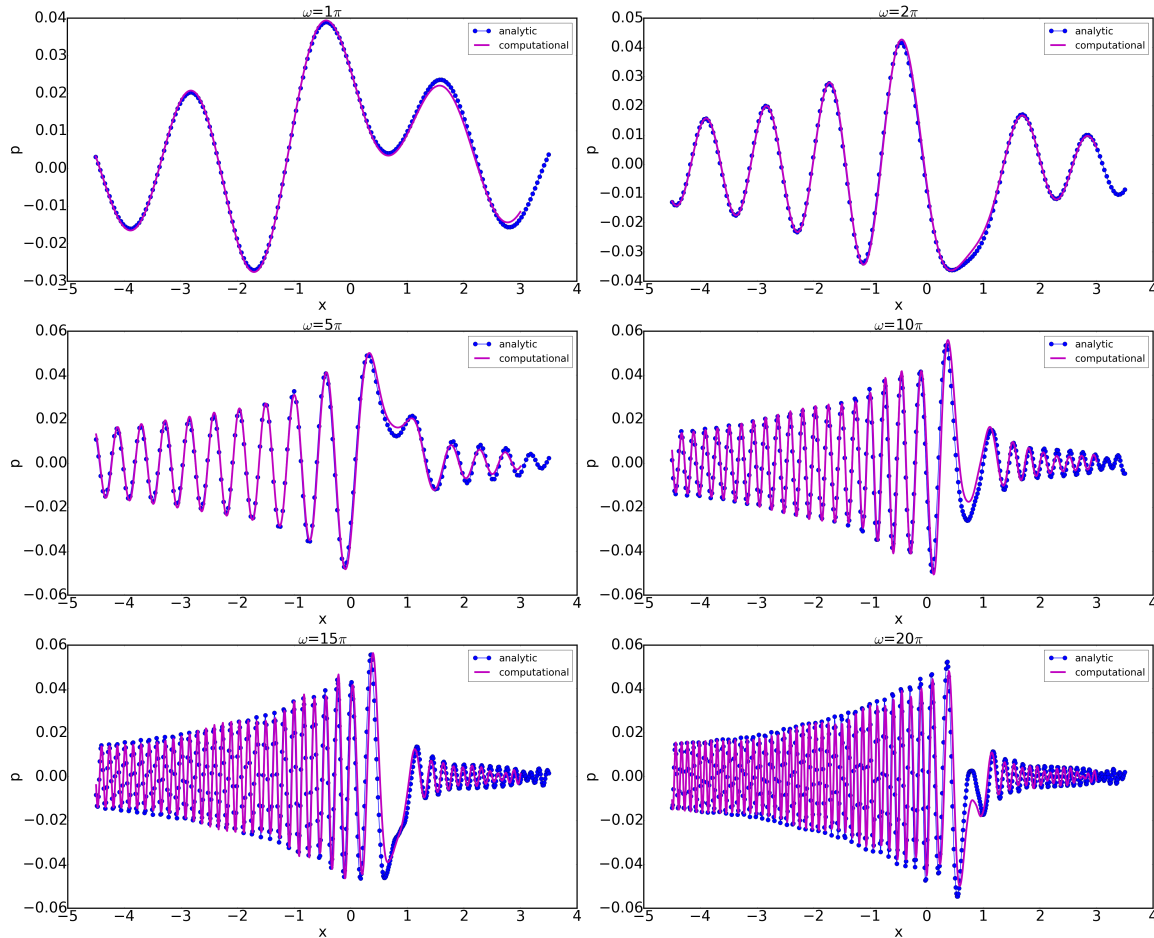 ω=1π
0.04
0.03
0.02
0.01
0.00
−0.01
−0.02
−0.03
p
analytic
computational
−5 −4 −3 −2 −1 0 1 2 3 4
x
ω=2π
0.05
0.04
0.03
0.02
0.01
0.00
−0.01
−0.02
−0.03
−0.04
p
analytic
computational
−5 −4 −3 −2 −1 0 1 2 3 4
x
ω=5π
0.06
0.04
0.02
0.00
−0.02
−0.04
−0.06
p
analytic
computational
−5 −4 −3 −2 −1 0 1 2 3 4
x
ω=10π
0.06
0.04
0.02
0.00
−0.02
−0.04
−0.06
p
analytic
computational
−5 −4 −3 −2 −1 0 1 2 3 4
x
ω=15π
0.06
0.04
0.02
0.00
−0.02
−0.04
−0.06
p
analytic
computational
−5 −4 −3 −2 −1 0 1 2 3 4
x
ω=20π
0.06
0.04
0.02
0.00
−0.02
−0.04
−0.06
p
analytic
computational
−5 −4 −3 −2 −1 0 1 2 3 4
x